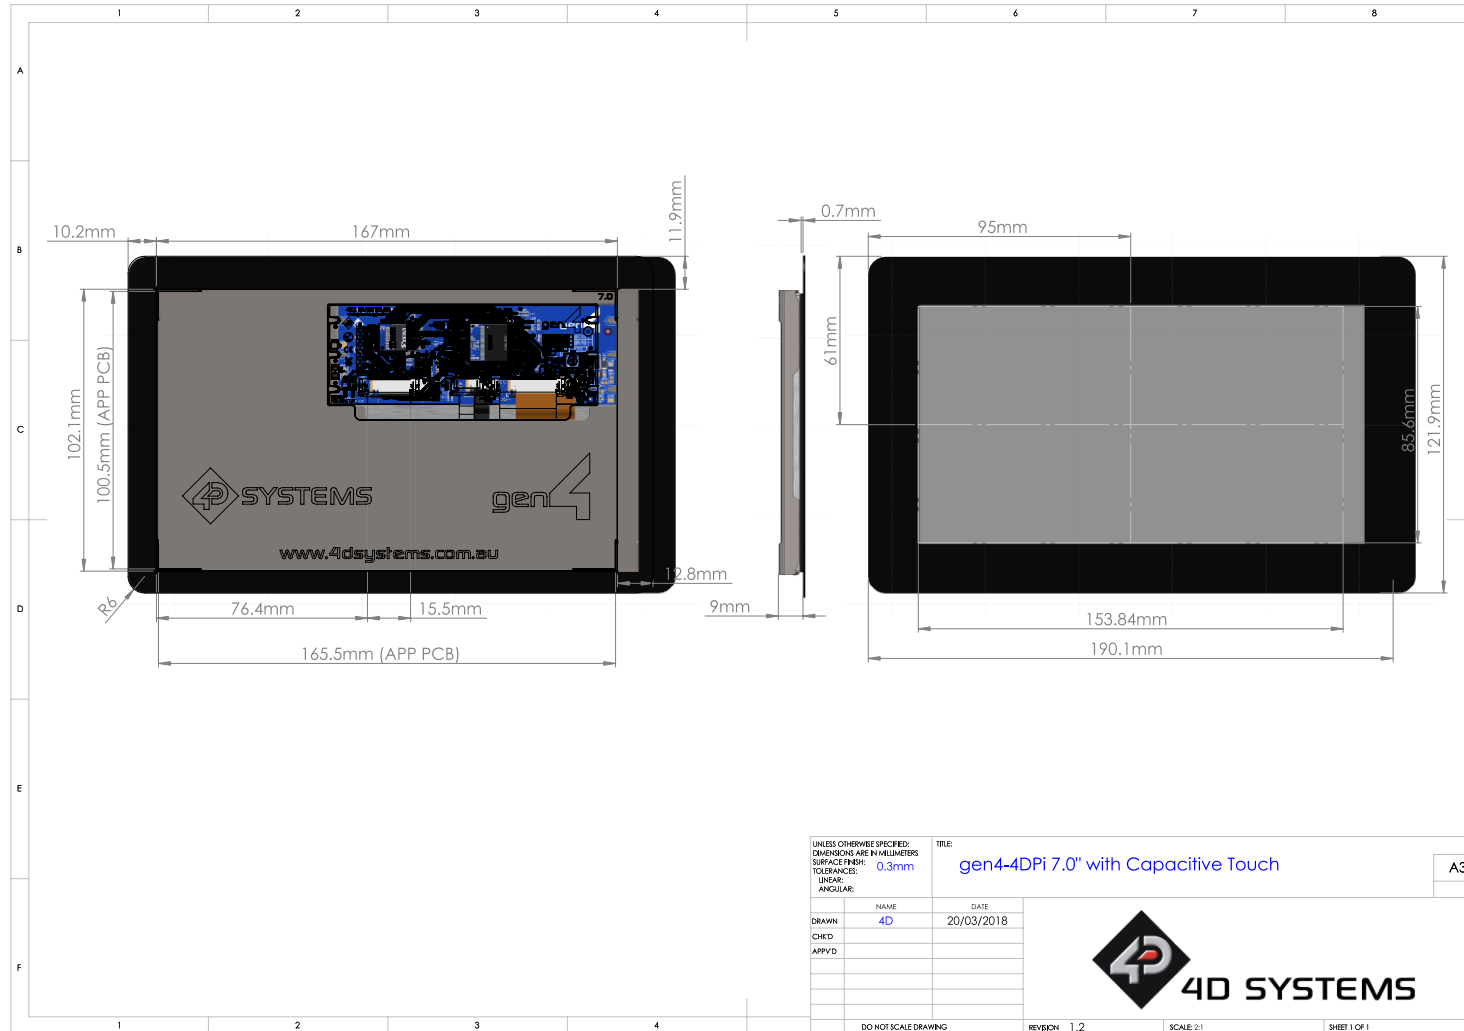 1 2 3 4 5 6 7 8
A
B
C
D
E
F
10.2mm
167mm
11.9mm
0.7mm
95mm
7.0
61mm
102.1mm
100.5mm (APP PCB)
85.6mm
121.9mm
4D SYSTEMS
gen4
www.4dsystems.com.au
R6
76.4mm
15.5mm
12.8mm
9mm
165.5mm (APP PCB)
153.84mm
190.1mm
UNLESS OTHERWISE SPECIFIED:
DIMENSIONS ARE IN MILLIMETERS
SURFACE FINISH: 0.3mm
TOLERANCES:
LINEAR:
ANGULAR:
TITLE:
gen4-4DPi 7.0" with Capacitive Touch
A3
NAME DATE
DRAWN 4D 20/03/2018
CHK'D
APPV'D
4D SYSTEMS
DO NOT SCALE DRAWING REVISION 1.2 SCALE: 2:1 SHEET 1 OF 1
1 2 3 4